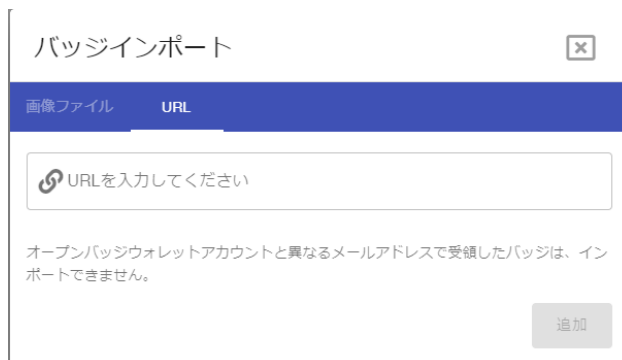 バッジインポート
画像ファイル URL
URLを入力してください
オープンバッジウォレットアカウントと異なるメールアドレスで受領したバッジは、イン
ポートできません。
追加